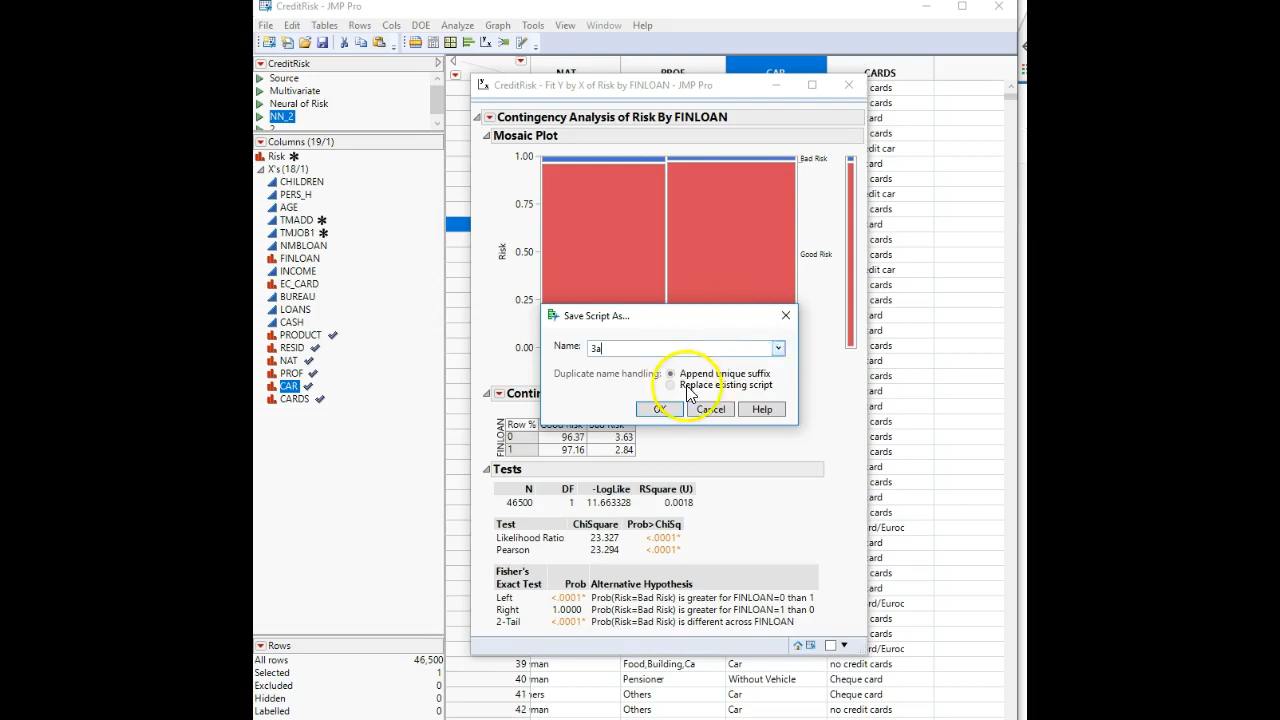 CreditRisk - JMP Pro
File Edit Tables Rows Cols DOE Analyze Graph Tools View Window Help
CreditRisk
Source
Multivariate
Neural of Risk
NN_2
Columns (19/1)
Risk
X's (18/1)
CHILDREN
PERS_H
AGE
TMADD
TMJOB1
NMBLOAN
FINLOAN
INCOME
EC_CARD
BUREAU
LOANS
CASH
PRODUCT
RESID
NAT
PROF
CAR
CARDS
Rows
All rows 46,500
Selected 1
Excluded 0
Hidden 0
Labelled 0
CAR CARDS
CreditRisk - Fit Y by X of Risk by FINLOAN - JMP Pro
Contingency Analysis of Risk By FINLOAN
Mosaic Plot
1.00
0.75
0.50
0.25
0.00
Risk
Bad Risk
Good Risk
Save Script As...
Name: 3a
Duplicate name handling: Append unique suffix
Replace existing script
OK Cancel Help
Row %
FINLOAN
0 96.37 3.63
1 97.16 2.84
Tests
N DF -LogLike RSquare (U)
46500 1 11.663328 0.0018
Test ChiSquare Prob>ChiSq
Likelihood Ratio 23.327 <.0001*
Pearson 23.294 <.0001*
Fisher's
Exact Test Prob Alternative Hypothesis
Left <.0001* Prob(Risk=Bad Risk) is greater for FINLOAN=0 than 1
Right 1.0000 Prob(Risk=Bad Risk) is greater for FINLOAN=1 than 0
2-Tail <.0001* Prob(Risk=Bad Risk) is different across FINLOAN
39 man Food,Building,Ca Car no credit cards
40 man Pensioner Without Vehicle Cheque card
41 ners Others Car Cheque card
42 man Others Car no credit cards